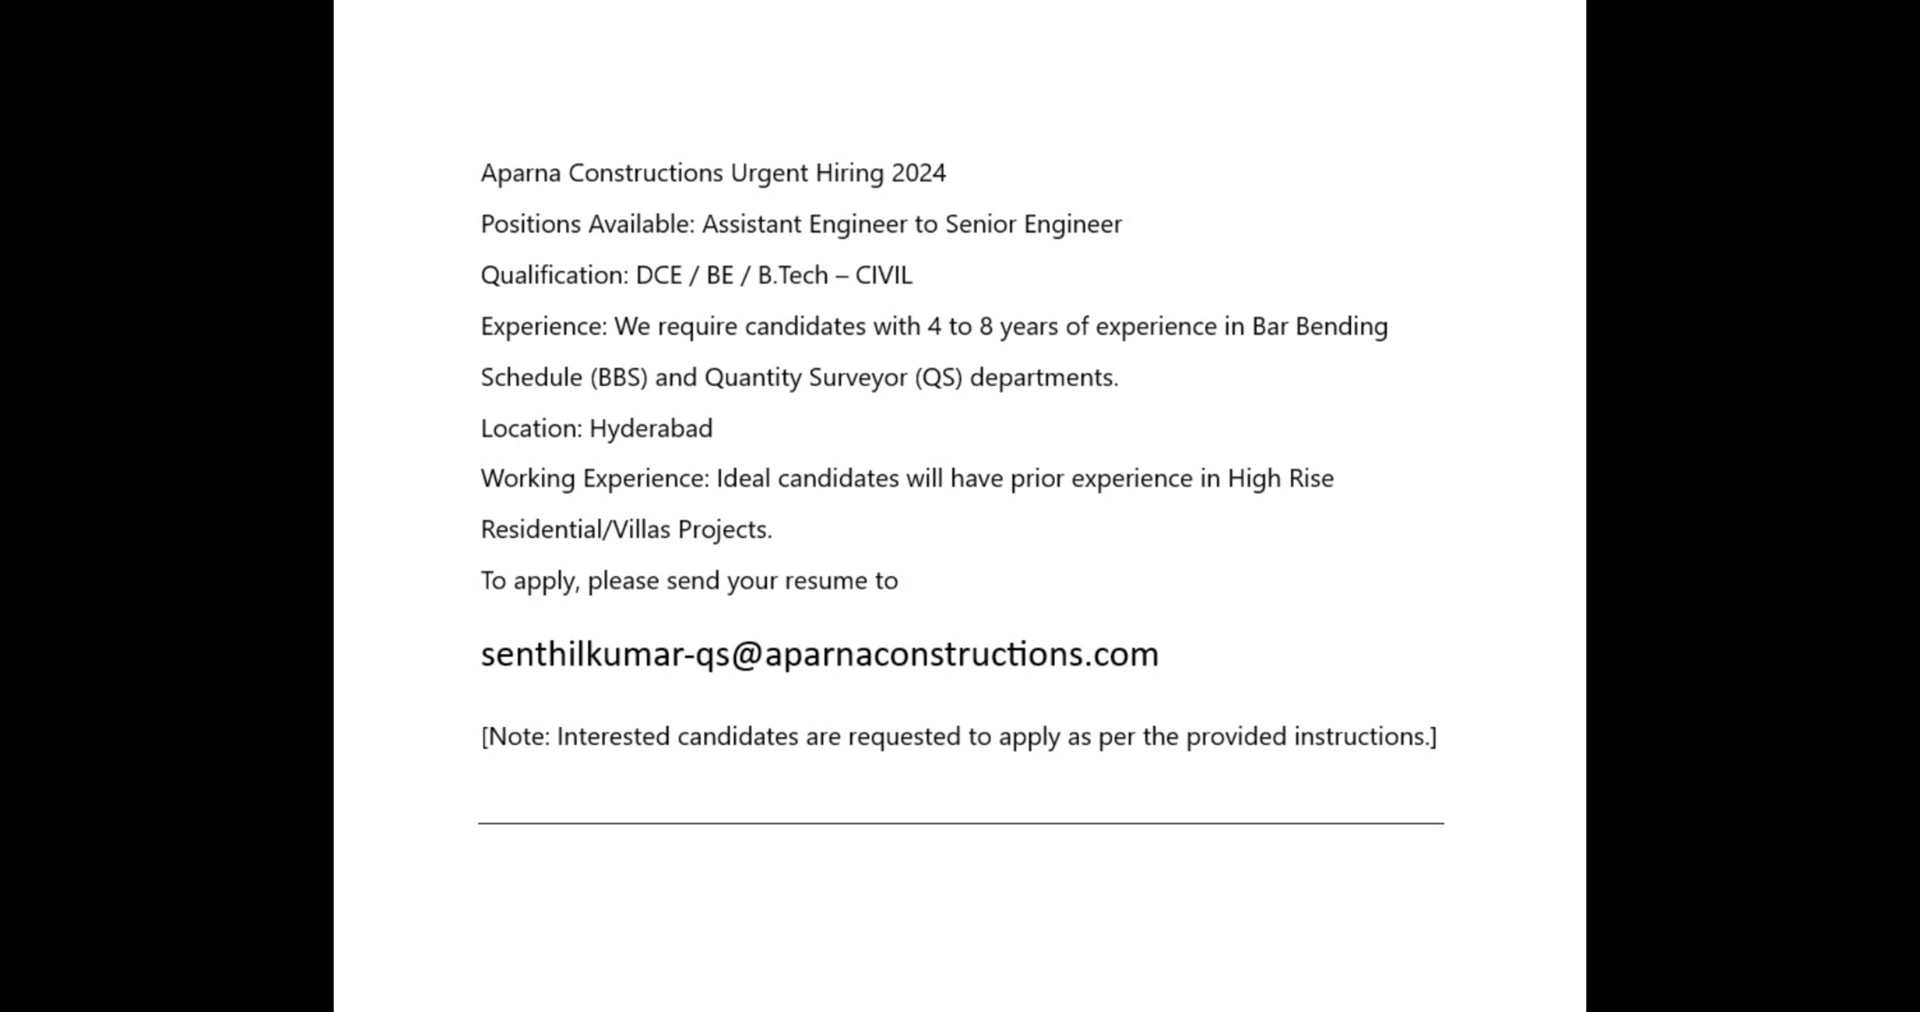 Aparna Constructions Urgent Hiring 2024
Positions Available: Assistant Engineer to Senior Engineer
Qualification: DCE / BE / B.Tech – CIVIL
Experience: We require candidates with 4 to 8 years of experience in Bar Bending
Schedule (BBS) and Quantity Surveyor (QS) departments.
Location: Hyderabad
Working Experience: Ideal candidates will have prior experience in High Rise
Residential/Villas Projects.
To apply, please send your resume to
senthilkumar-qs@aparnaconstructions.com
[Note: Interested candidates are requested to apply as per the provided instructions.]